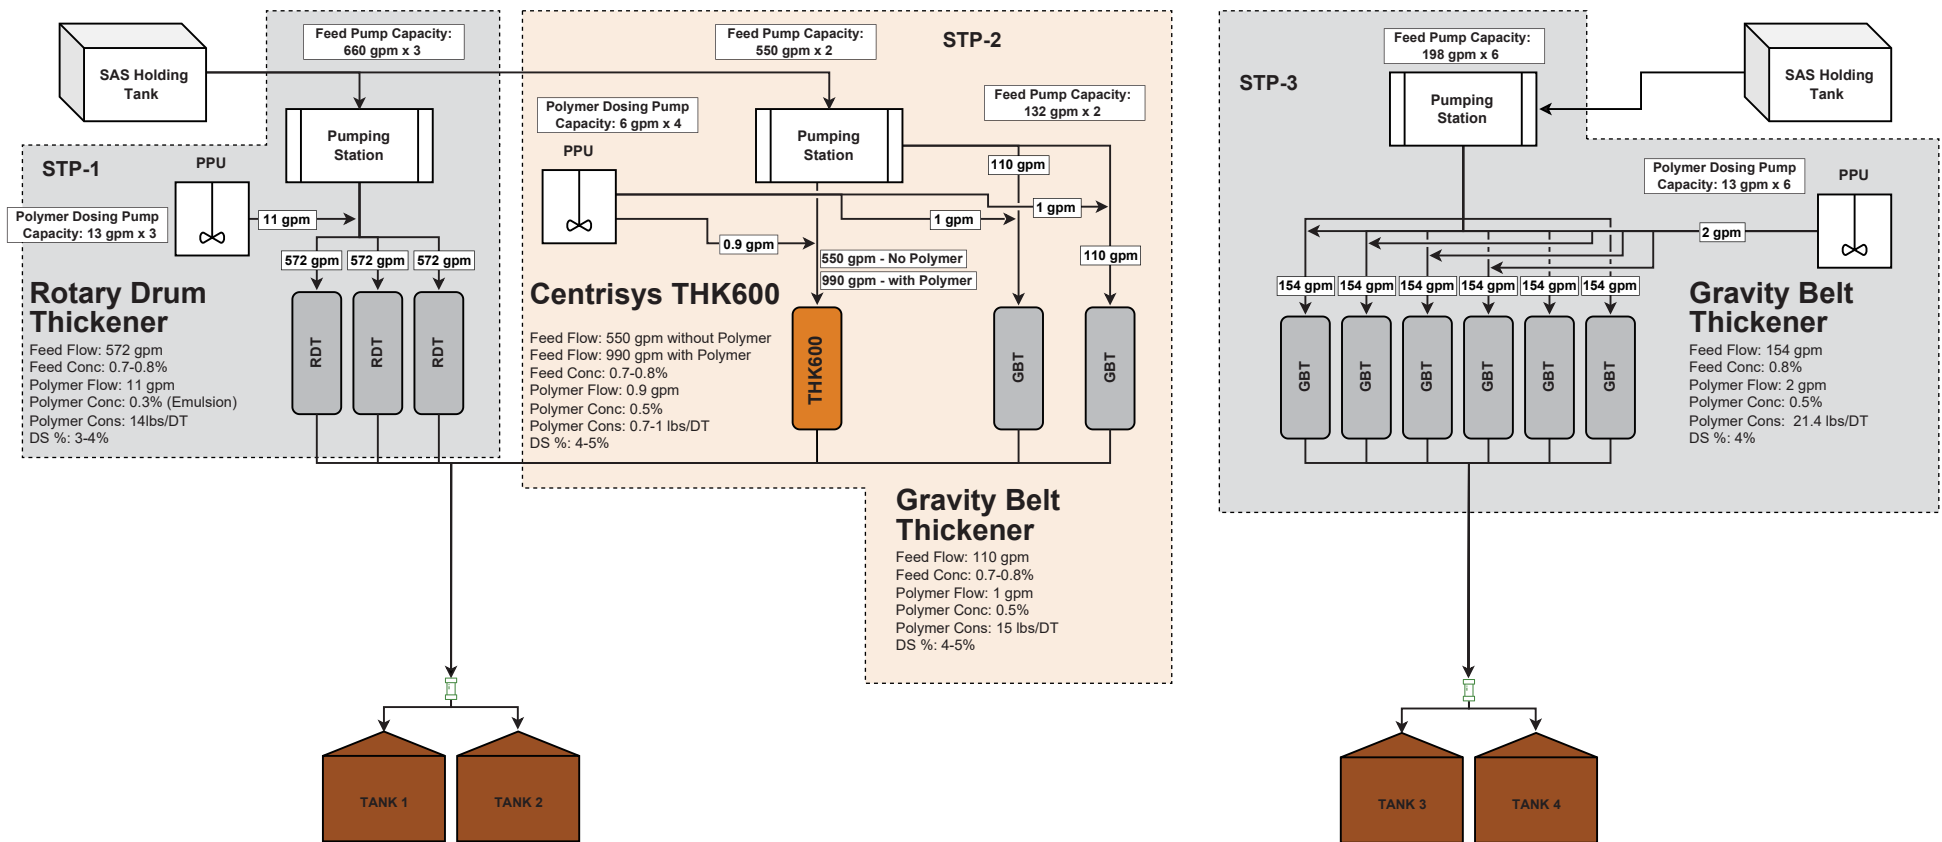 SAS Holding
Tank
Feed Pump Capacity:
660 gpm x 3
Pumping
Station
STP-1
PPU
Polymer Dosing Pump
Capacity: 13 gpm x 3
11 gpm
572 gpm
572 gpm
572 gpm
Rotary Drum
Thickener
Feed Flow: 572 gpm
Feed Conc: 0.7-0.8%
Polymer Flow: 11 gpm
Polymer Conc: 0.3% (Emulsion)
Polymer Cons: 14lbs/DT
DS %: 3-4%
RDT
RDT
RDT
Feed Pump Capacity:
550 gpm x 2
STP-2
Polymer Dosing Pump
Capacity: 6 gpm x 4
PPU
Pumping
Station
Feed Pump Capacity:
132 gpm x 2
110 gpm
1 gpm
1 gpm
0.9 gpm
110 gpm
550 gpm - No Polymer
990 gpm - with Polymer
Centrisys THK600
Feed Flow: 550 gpm without Polymer
Feed Flow: 990 gpm with Polymer
Feed Conc: 0.7-0.8%
Polymer Flow: 0.9 gpm
Polymer Conc: 0.5%
Polymer Cons: 0.7-1 lbs/DT
DS %: 4-5%
THK600
GBT
GBT
Gravity Belt
Thickener
Feed Flow: 110 gpm
Feed Conc: 0.7-0.8%
Polymer Flow: 1 gpm
Polymer Conc: 0.5%
Polymer Cons: 15 lbs/DT
DS %: 4-5%
STP-3
Feed Pump Capacity:
198 gpm x 6
Pumping
Station
SAS Holding
Tank
Polymer Dosing Pump
Capacity: 13 gpm x 6
PPU
2 gpm
154 gpm
154 gpm
154 gpm
154 gpm
154 gpm
154 gpm
GBT
GBT
GBT
GBT
GBT
GBT
Gravity Belt
Thickener
Feed Flow: 154 gpm
Feed Conc: 0.8%
Polymer Flow: 2 gpm
Polymer Conc: 0.5%
Polymer Cons: 21.4 lbs/DT
DS %: 4%
TANK 1
TANK 2
TANK 3
TANK 4